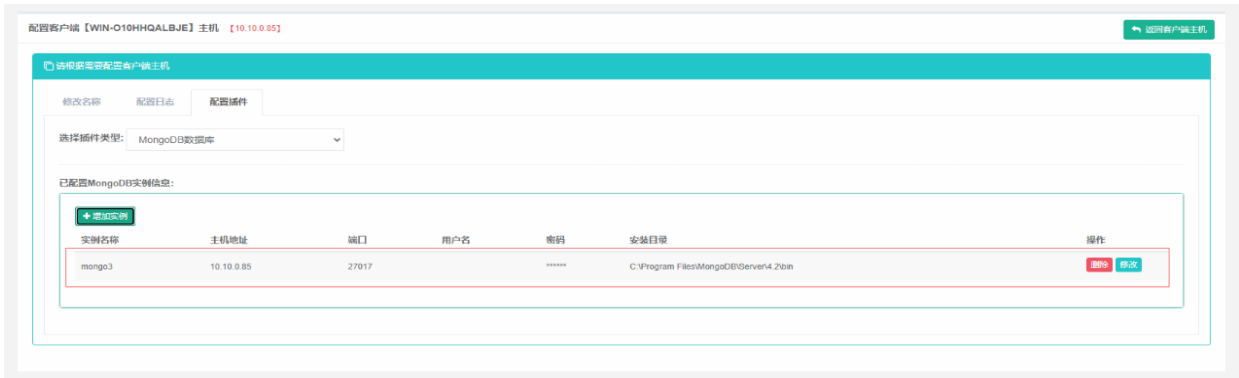 配置客户端【WIN-O10HHQALBJE】主机 【10.10.0.85】
返回客户端主机
请根据需要配置客户端主机
修改名称 配置日志 配置插件
选择插件类型: MongoDB数据库
已配置MongoDB实例信息:
+ 增加实例
实例名称 主机地址 端口 用户名 密码 安装目录 操作
mongo3 10.10.0.85 27017 ****** C:\Program Files\MongoDB\Server\4.2\bin 删除 修改